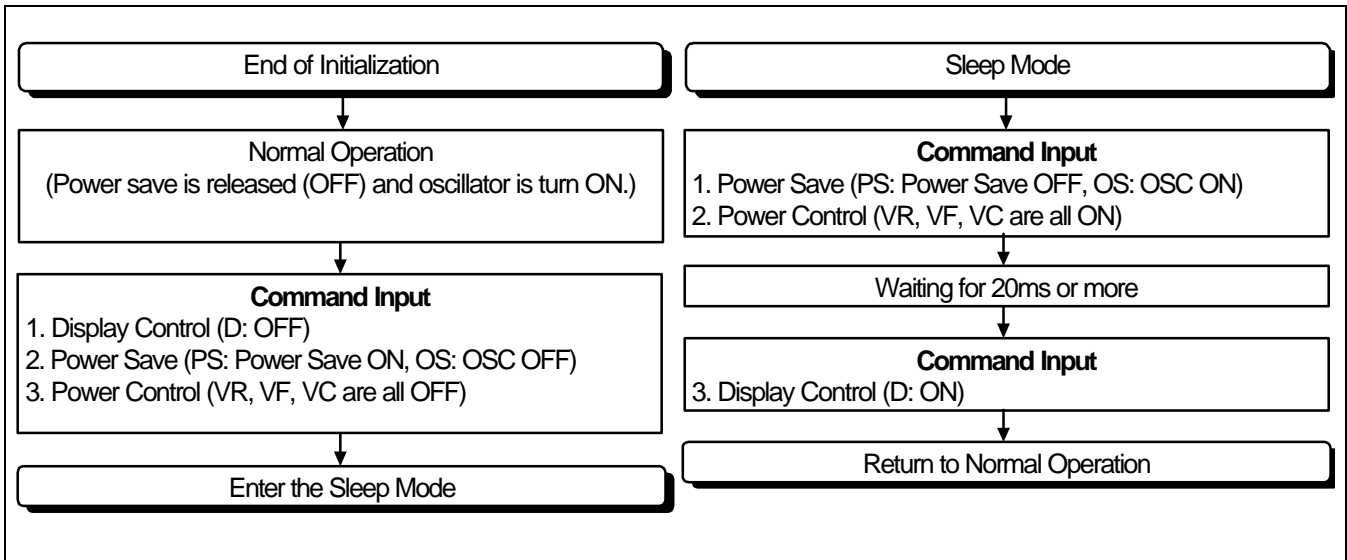 End of Initialization
Normal Operation
(Power save is released (OFF) and oscillator is turn ON.)
Command Input
1. Display Control (D: OFF)
2. Power Save (PS: Power Save ON, OS: OSC OFF)
3. Power Control (VR, VF, VC are all OFF)
Enter the Sleep Mode
Sleep Mode
Command Input
1. Power Save (PS: Power Save OFF, OS: OSC ON)
2. Power Control (VR, VF, VC are all ON)
Waiting for 20ms or more
Command Input
3. Display Control (D: ON)
Return to Normal Operation